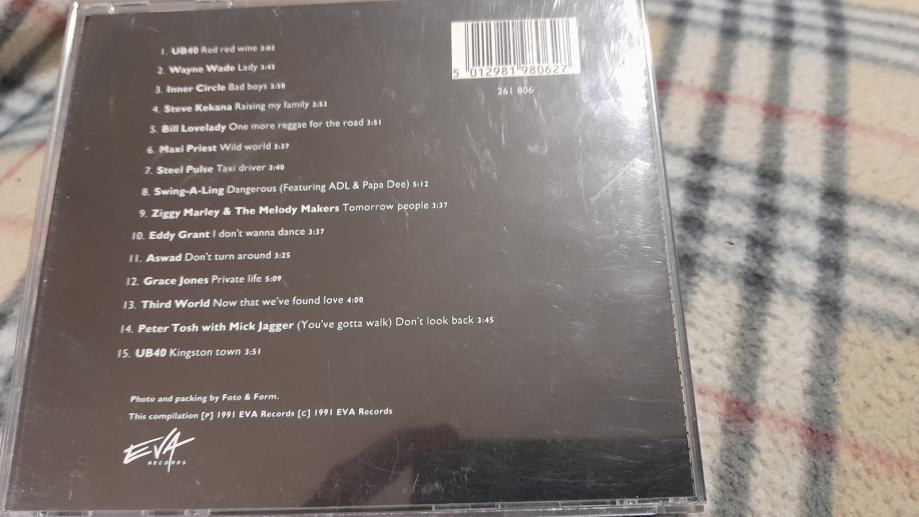 1. UB40 Red red wine 3:02
2. Wayne Wade Lady 3:45
3. Inner Circle Bad boys 3:50
4. Steve Kekana Raising my family 3:53
5. Bill Lovelady One more reggae for the road 3:51
6. Maxi Priest Wild world 3:37
7. Steel Pulse Taxi driver 3:40
8. Swing-A-Ling Dangerous (Featuring ADL & Papa Dee) 5:12
9. Ziggy Marley & The Melody Makers Tomorrow people 3:37
10. Eddy Grant I don't wanna dance 3:37
11. Aswad Don't turn around 3:25
12. Grace Jones Private life 5:09
13. Third World Now that we've found love 4:00
14. Peter Tosh with Mick Jagger (You've gotta walk) Don't look back 3:45
15. UB40 Kingston town 3:51
5 012981 980627
261 806
Photo and packing by Foto & Form.
This compilation [P] 1991 EVA Records [C] 1991 EVA Records
EVA
RECORDS